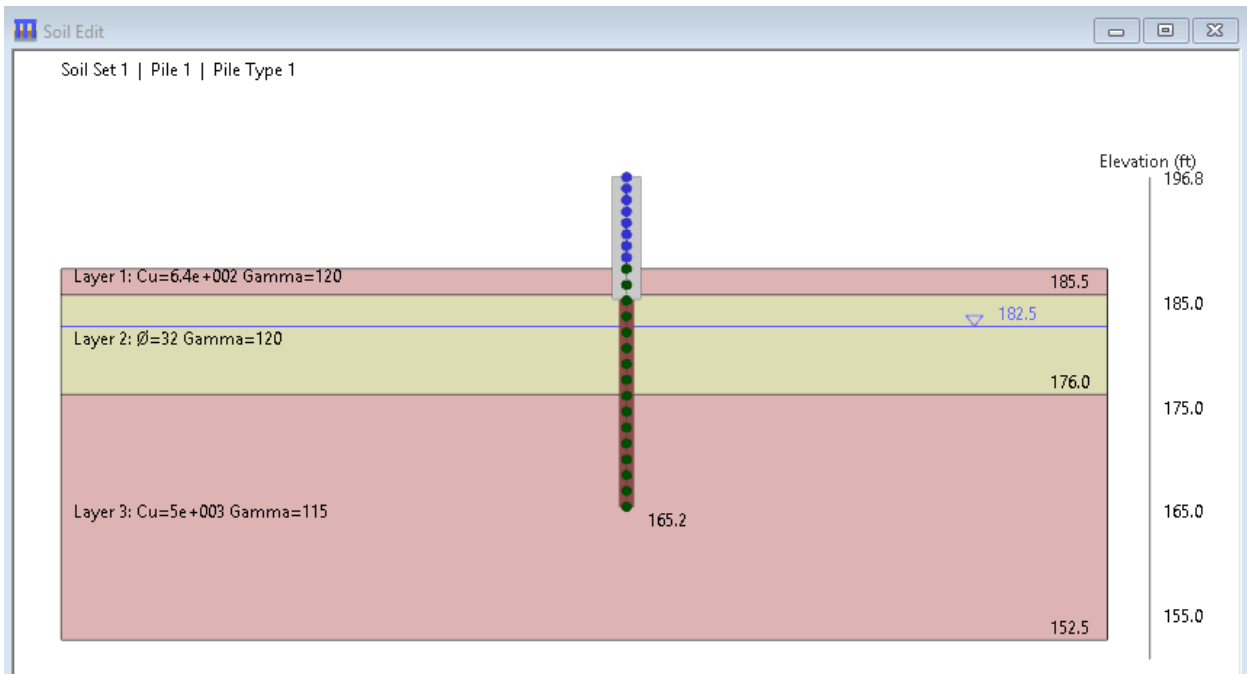 Soil Edit
Soil Set 1 | Pile 1 | Pile Type 1
Elevation (ft)
196.8
Layer 1: Cu=6.4e+002 Gamma=120
185.5
185.0
182.5
Layer 2: Ø=32 Gamma=120
176.0
175.0
Layer 3: Cu=5e+003 Gamma=115
165.2
165.0
155.0
152.5